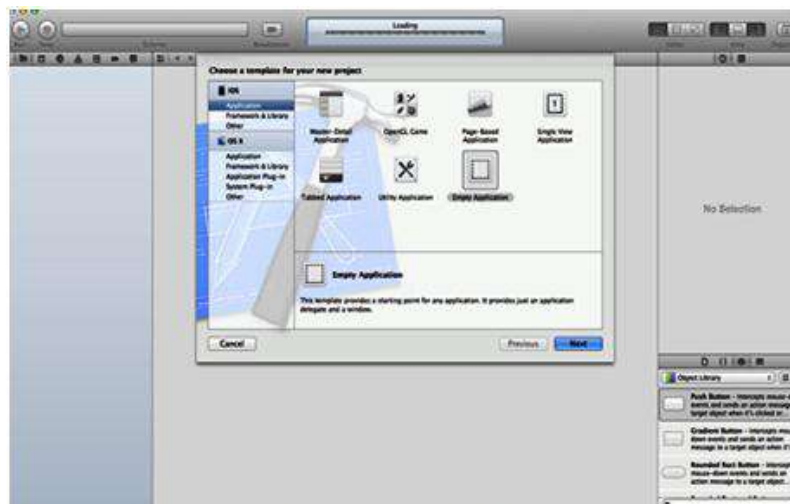 Loading
Choose a template for your new project
iOS
Application
Framework & Library
Other
OS X
Application
Framework & Library
Application Plug-in
System Plug-in
Other
Master-Detail
Application
OpenGL Game
Page-Based
Application
Single View
Application
Tabbed Application
Utility Application
Empty Application
Empty Application
This template provides a starting point for any application. It provides just an application
delegate and a window.
Cancel
Previous
Next
No Selection
Object Library
Push Button - Intercepts mouse-d
events and sends an action message
target object when it's clicked or...
Gradient Button - Intercepts mou
down events and sends an action
message to a target object when it'
Rounded Rect Button - Intercept
mouse-down events and sends an
action message to a target object...